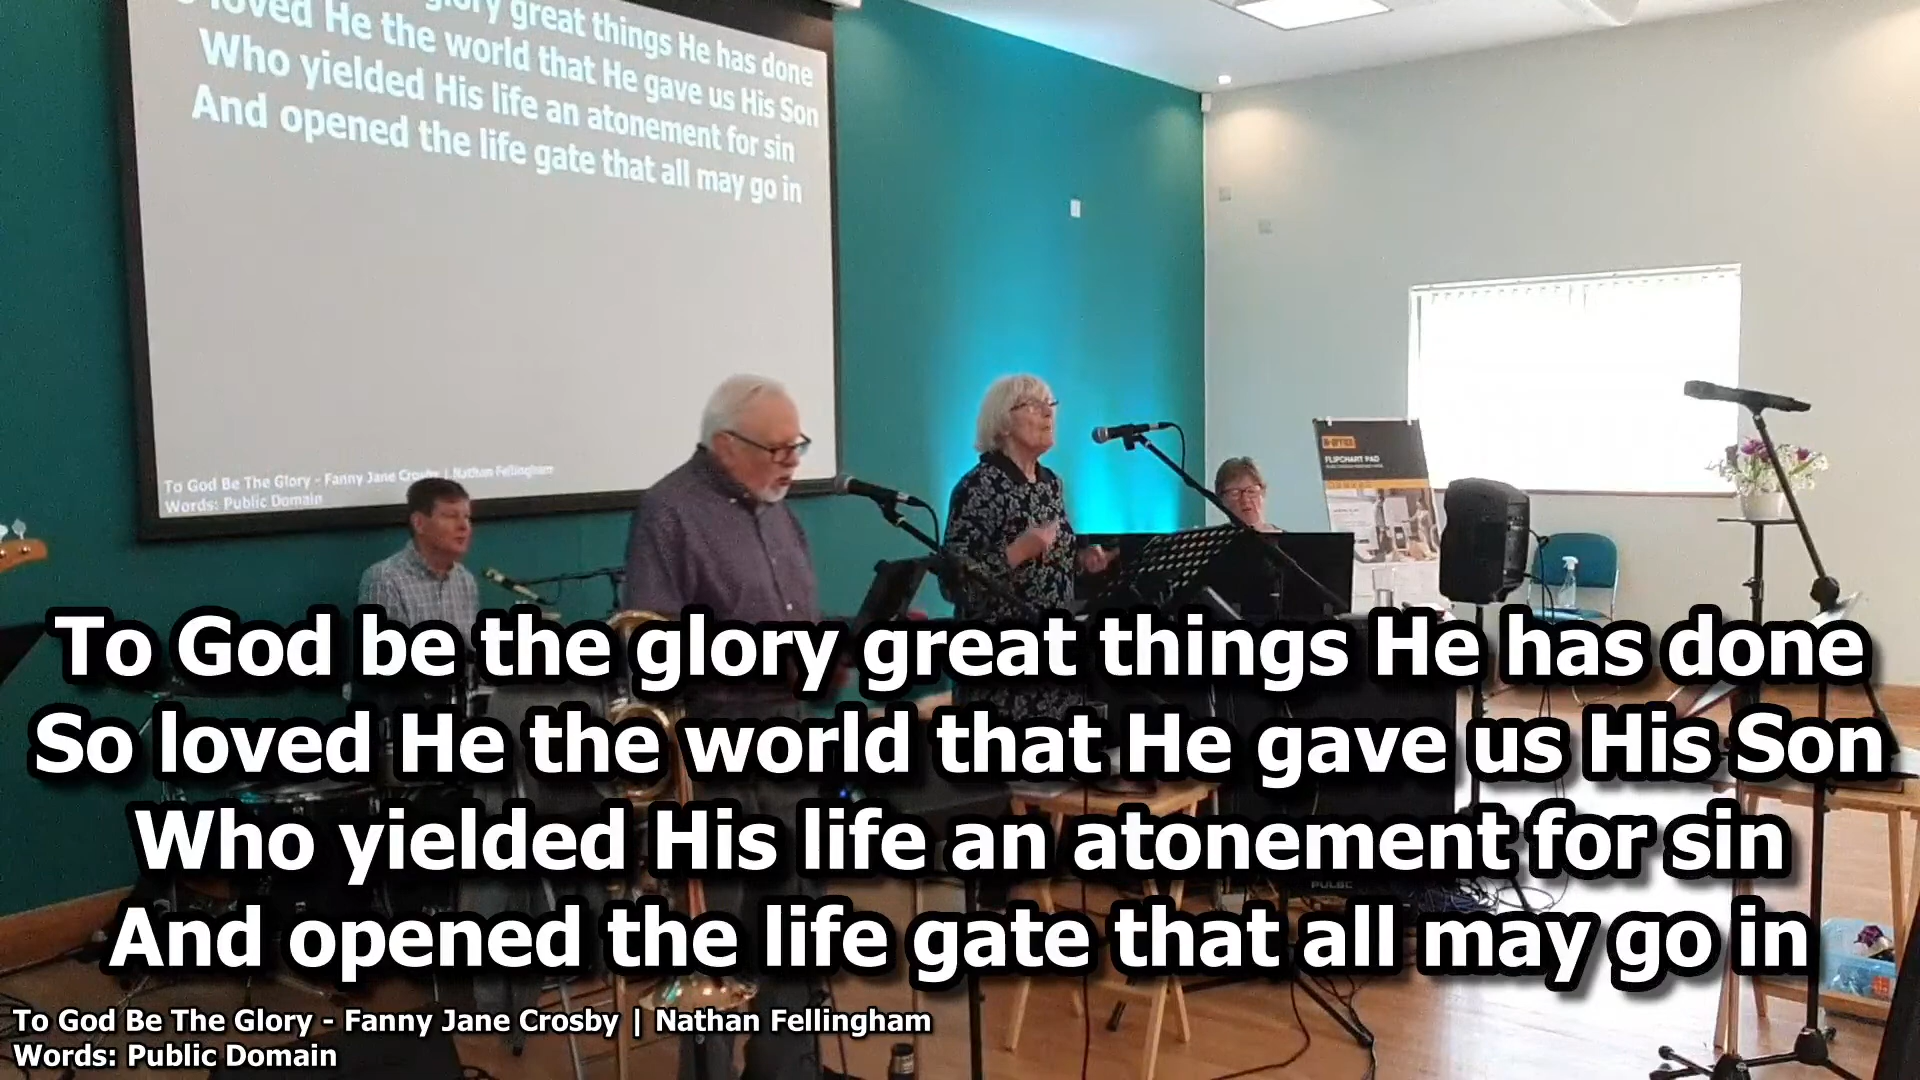 glory great things He has done
loved He the world that He gave us His Son
Who yielded His life an atonement for sin
And opened the life gate that all may go in
To God Be The Glory - Fanny Jane Crosby | Nathan Fellingham
Words: Public Domain
FLIPCHART PAD
To God be the glory great things He has done
So loved He the world that He gave us His Son
Who yielded His life an atonement for sin
And opened the life gate that all may go in
To God Be The Glory - Fanny Jane Crosby | Nathan Fellingham
Words: Public Domain